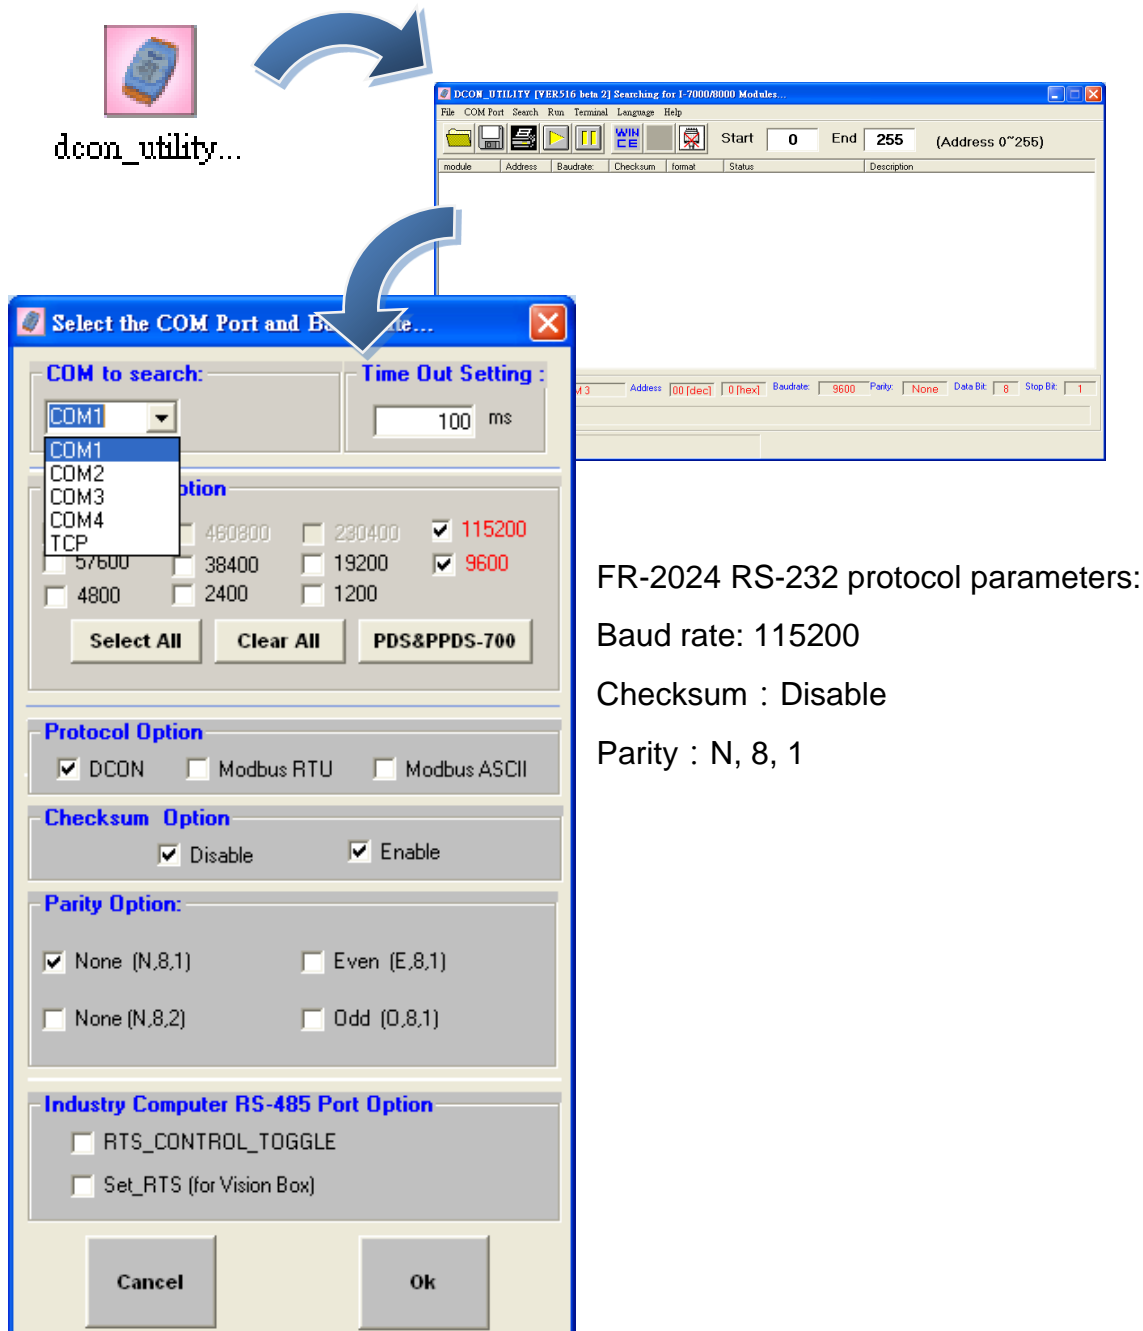 dcon_utility...
DCON_UTILITY [VER516 beta 2] Searching for I-7000/8000 Modules...
File COM Port Search Run Terminal Language Help
WIN CE Start 0 End 255 (Address 0~255)
module Address Baudrate: Checksum format Status Description
M 3 Address 00 [dec] 0 [hex] Baudrate: 9600 Parity: None Data Bit: 8 Stop Bit: 1
Select the COM Port and Ba te...
COM to search:
Time Out Setting :
COM1
100 ms
COM1
COM2
COM3
COM4
TCP
ption
460800 230400 115200
57600 38400 19200 9600
4800 2400 1200
Select All Clear All PDS&PPDS-700
Protocol Option
DCON Modbus RTU Modbus ASCII
Checksum Option
Disable Enable
Parity Option:
None (N,8,1) Even (E,8,1)
None (N,8,2) Odd (O,8,1)
Industry Computer RS-485 Port Option
RTS_CONTROL_TOGGLE
Set_RTS (for Vision Box)
Cancel Ok
FR-2024 RS-232 protocol parameters:
Baud rate: 115200
Checksum：Disable
Parity：N, 8, 1